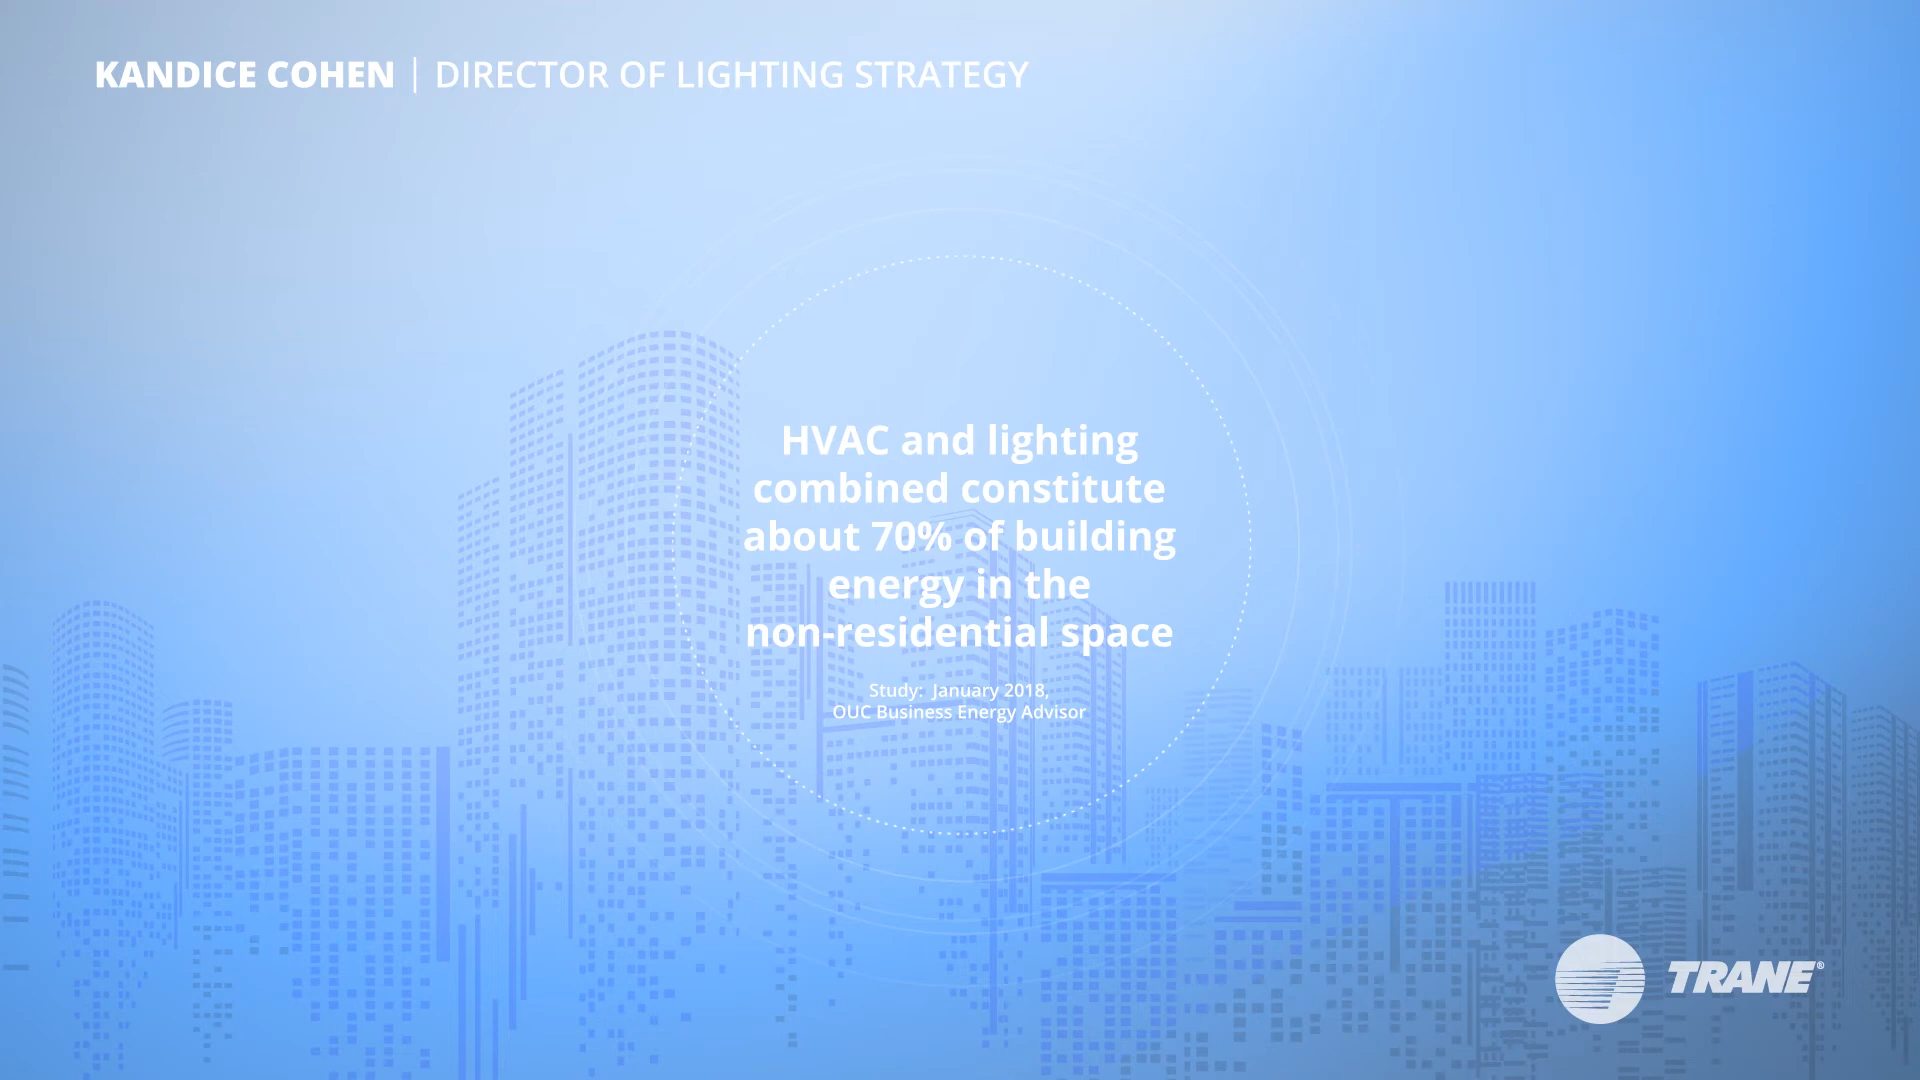 KANDICE COHEN | DIRECTOR OF LIGHTING STRATEGY
HVAC and lighting
combined constitute
about 70% of building
energy in the
non-residential space
Study: January 2018,
OUC Business Energy Advisor
TRANE®